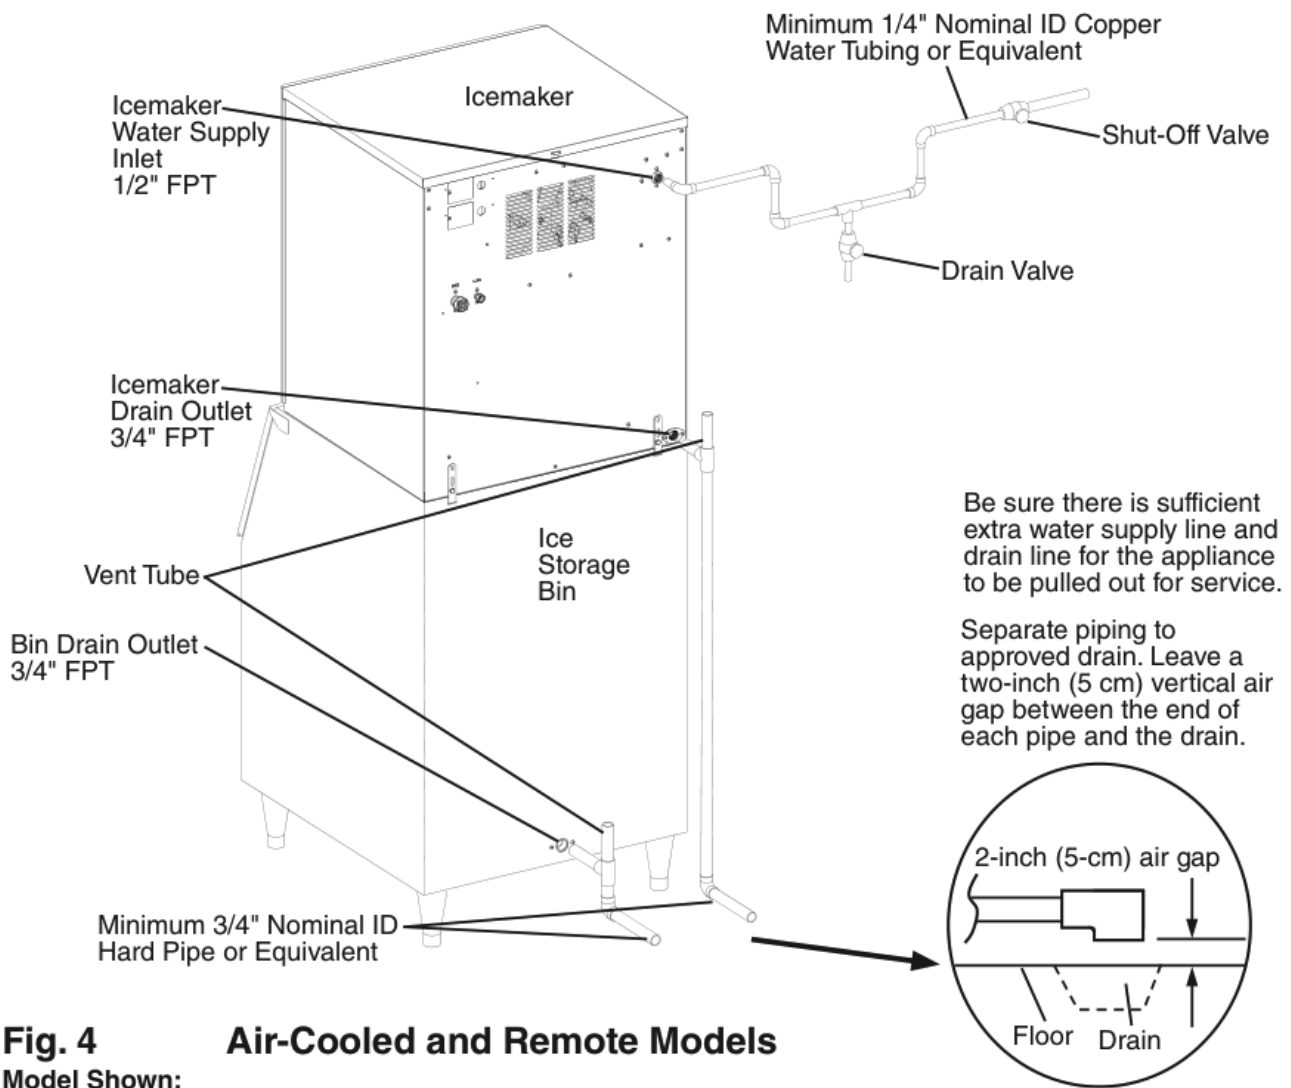 Minimum 1/4" Nominal ID Copper
Water Tubing or Equivalent
Icemaker
Icemaker
Water Supply
Inlet
1/2" FPT
Shut-Off Valve
Drain Valve
Icemaker
Drain Outlet
3/4" FPT
Be sure there is sufficient
extra water supply line and
drain line for the appliance
to be pulled out for service.
Ice
Storage
Bin
Vent Tube
Separate piping to
approved drain. Leave a
two-inch (5 cm) vertical air
gap between the end of
each pipe and the drain.
Bin Drain Outlet
3/4" FPT
2-inch (5-cm) air gap
Minimum 3/4" Nominal ID
Hard Pipe or Equivalent
Floor
Drain
Fig. 4
Air-Cooled and Remote Models
Model Shown: